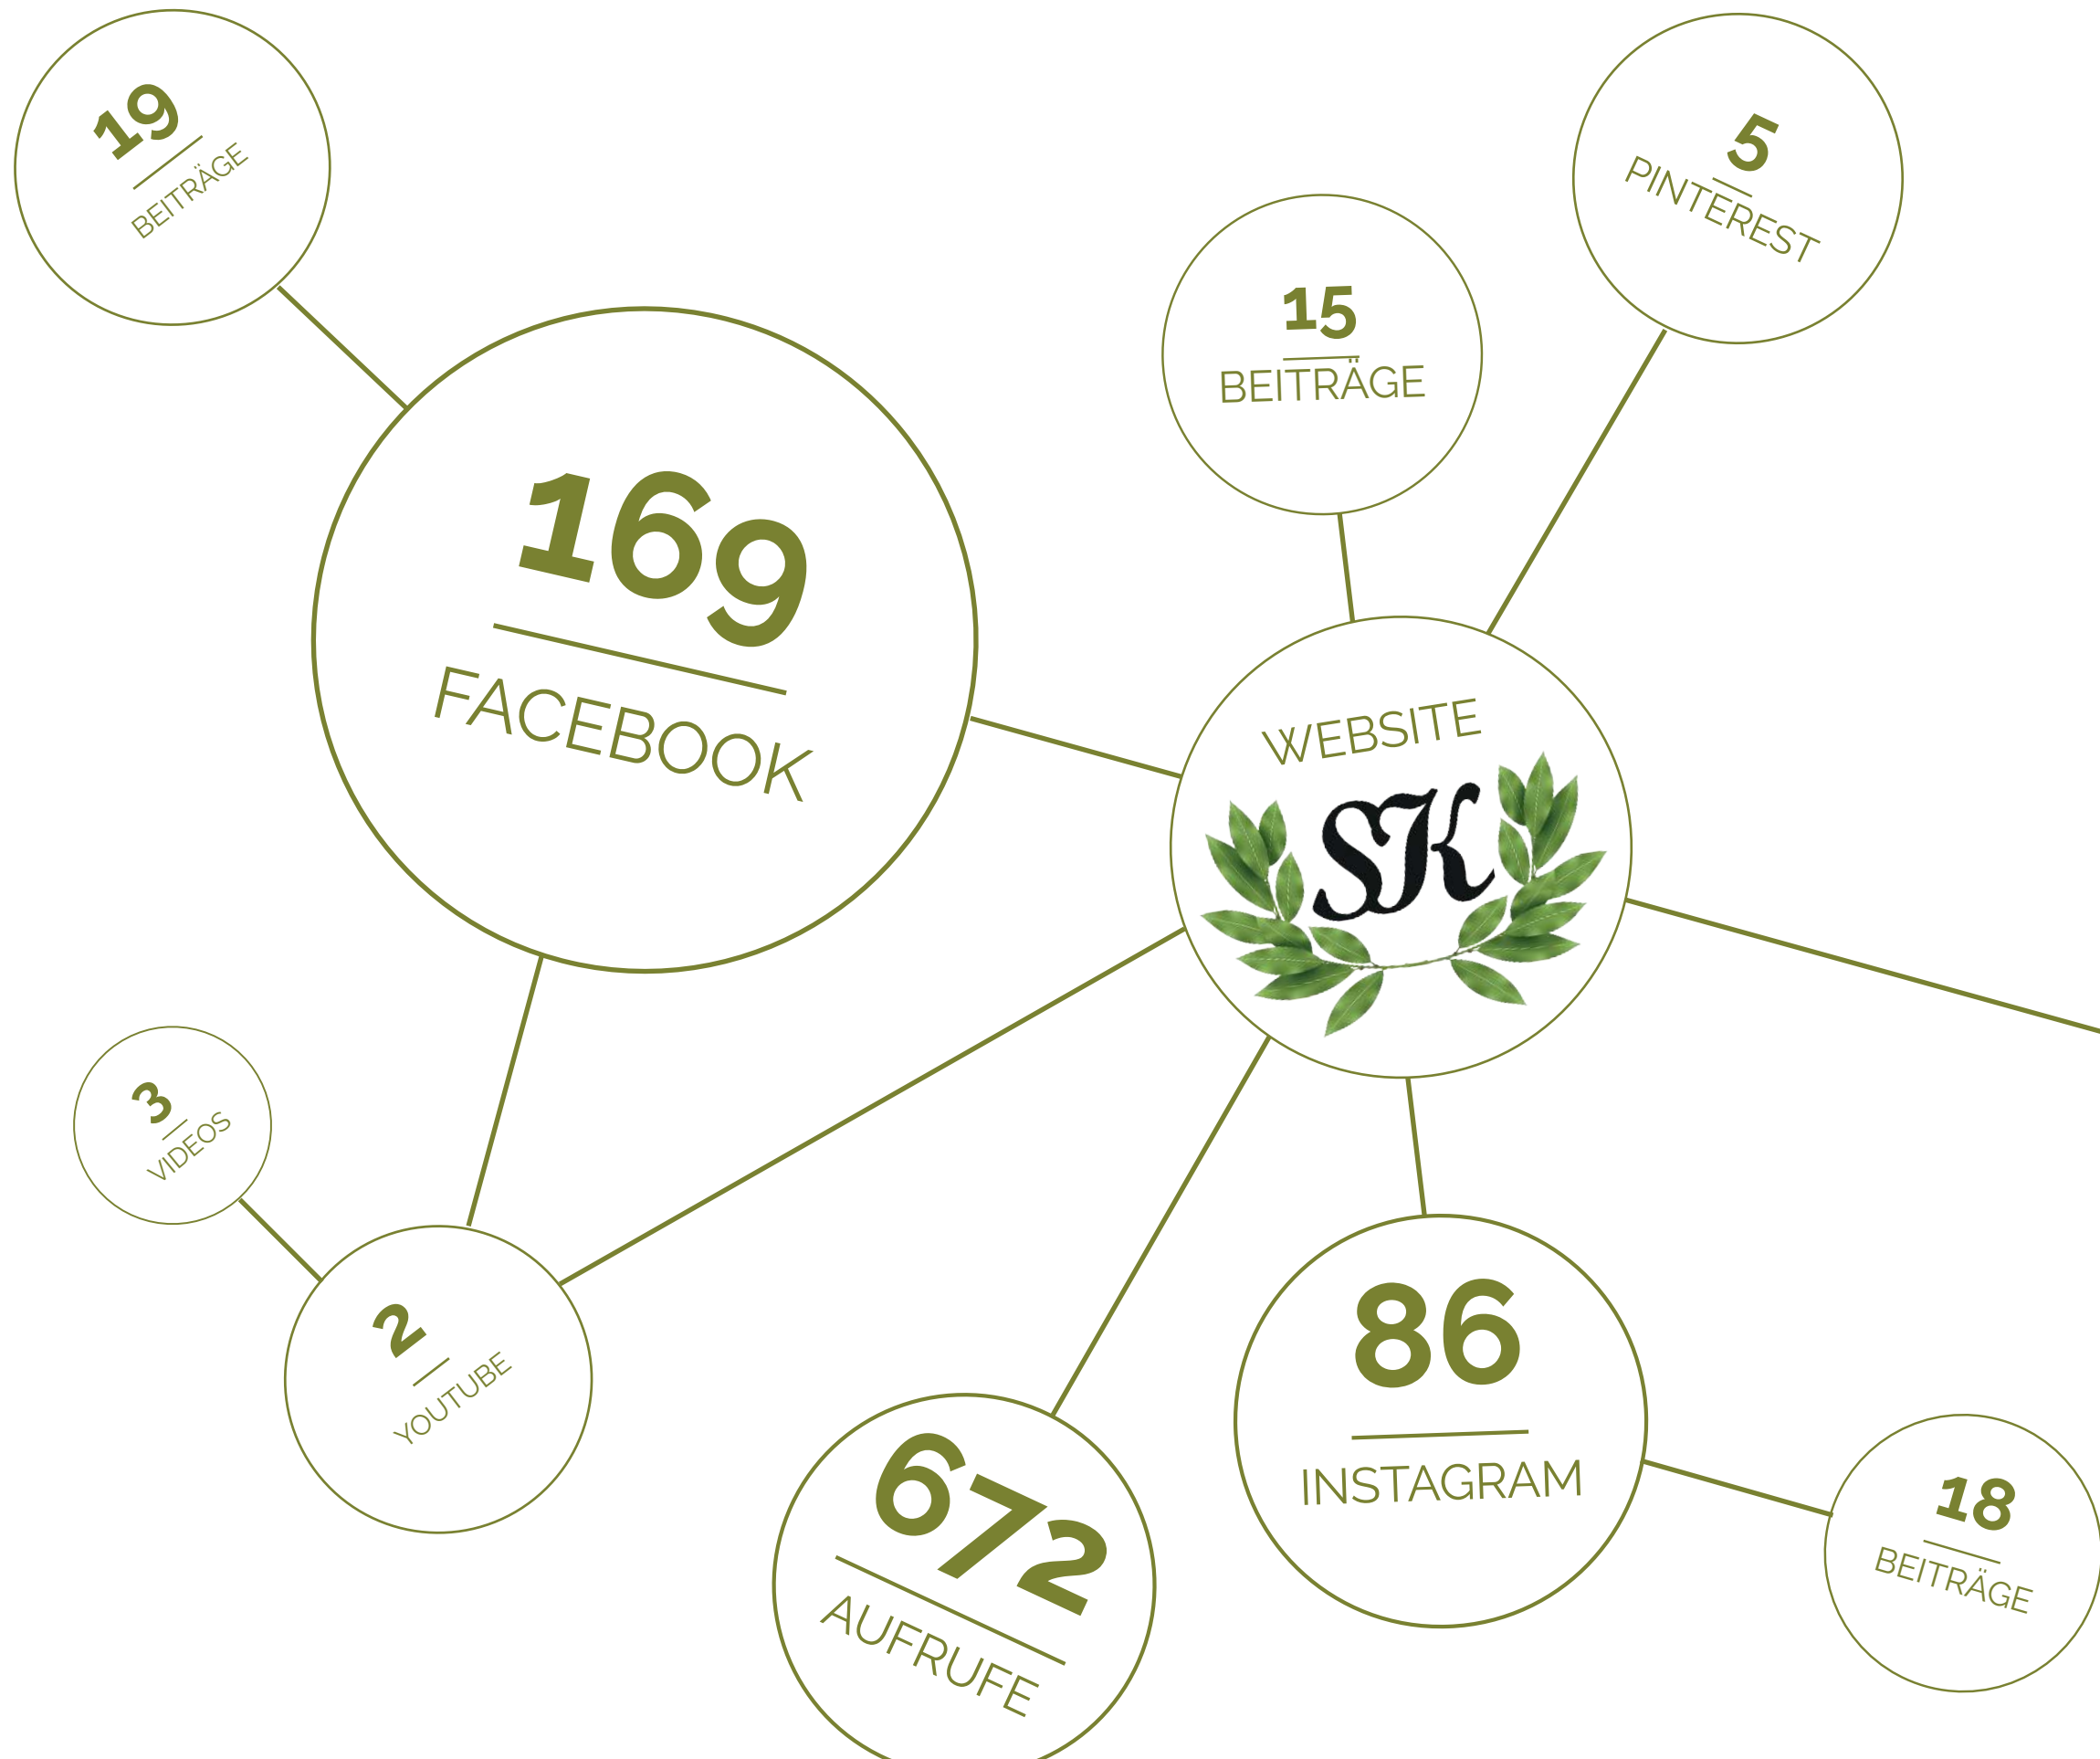 19
BEITRÄGE
5
PINTEREST
15
BEITRÄGE
169
FACEBOOK
WEBSITE
SK
3
VIDEOS
2
YOUTUBE
86
INSTAGRAM
672
AUFRUFE
18
BEITRÄGE